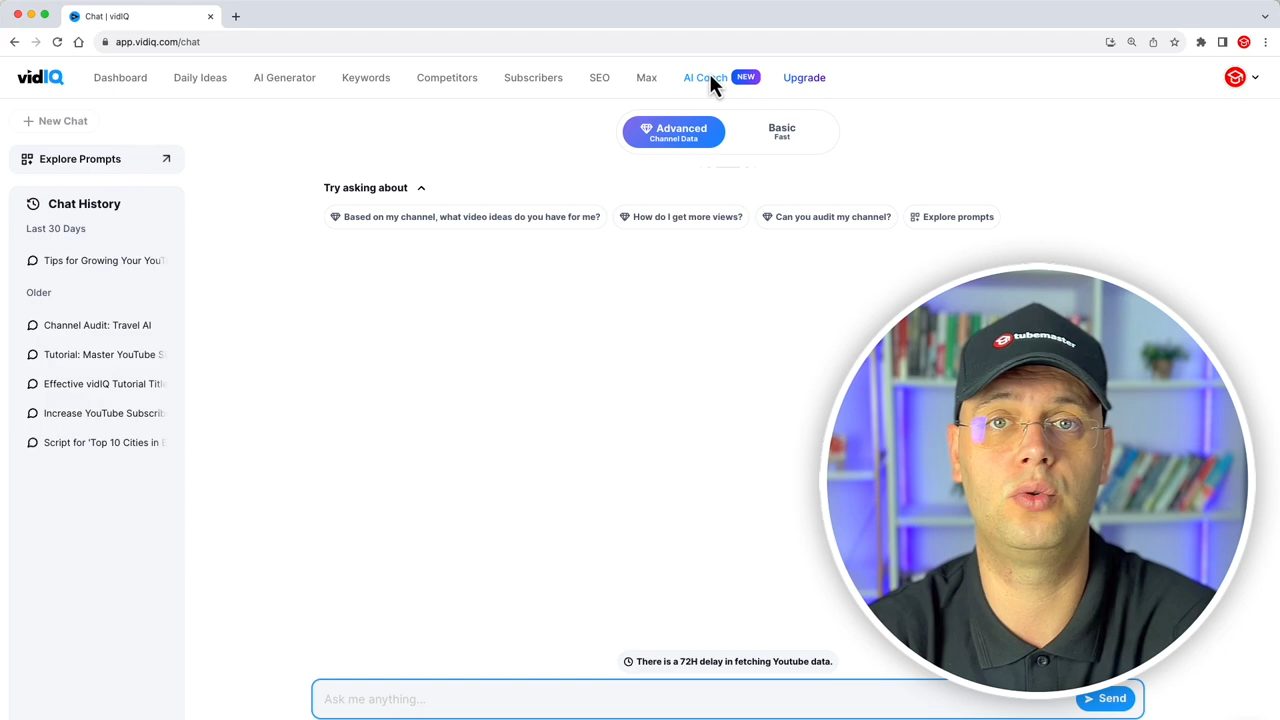 Chat | vidIQ
app.vidiq.com/chat
vidIQ
Dashboard
Daily Ideas
AI Generator
Keywords
Competitors
Subscribers
SEO
Max
AI Coach
NEW
Upgrade
New Chat
Advanced
Channel Data
Basic
Fast
Explore Prompts
Try asking about
Based on my channel, what video ideas do you have for me?
How do I get more views?
Can you audit my channel?
Explore prompts
Chat History
Last 30 Days
Tips for Growing Your YouT
Older
Channel Audit: Travel AI
Tutorial: Master YouTube S
Effective vidIQ Tutorial Titl
Increase YouTube Subscrib
Script for 'Top 10 Cities in E
tubemaster
There is a 72H delay in fetching Youtube data.
Ask me anything...
Send